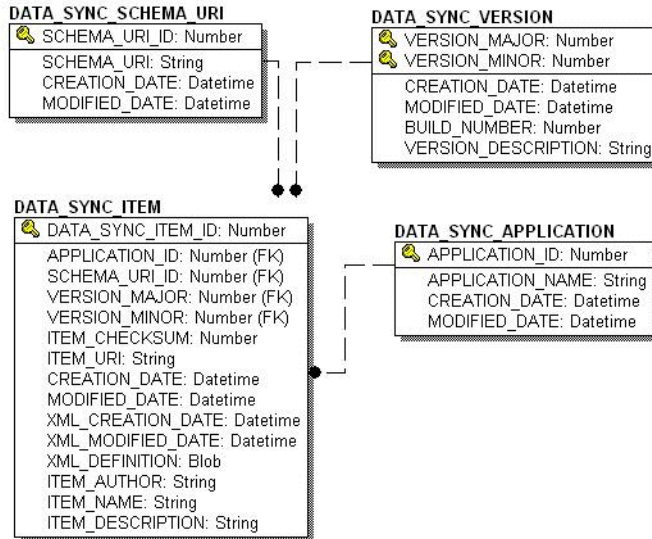 DATA_SYNC_SCHEMA_URI
SCHEMA_URI_ID: Number
SCHEMA_URI: String
CREATION_DATE: Datetime
MODIFIED_DATE: Datetime
DATA_SYNC_VERSION
VERSION_MAJOR: Number
VERSION_MINOR: Number
CREATION_DATE: Datetime
MODIFIED_DATE: Datetime
BUILD_NUMBER: Number
VERSION_DESCRIPTION: String
DATA_SYNC_ITEM
DATA_SYNC_ITEM_ID: Number
APPLICATION_ID: Number (FK)
SCHEMA_URI_ID: Number (FK)
VERSION_MAJOR: Number (FK)
VERSION_MINOR: Number (FK)
ITEM_CHECKSUM: Number
ITEM_URI: String
CREATION_DATE: Datetime
MODIFIED_DATE: Datetime
XML_CREATION_DATE: Datetime
XML_MODIFIED_DATE: Datetime
XML_DEFINITION: Blob
ITEM_AUTHOR: String
ITEM_NAME: String
ITEM_DESCRIPTION: String
DATA_SYNC_APPLICATION
APPLICATION_ID: Number
APPLICATION_NAME: String
CREATION_DATE: Datetime
MODIFIED_DATE: Datetime